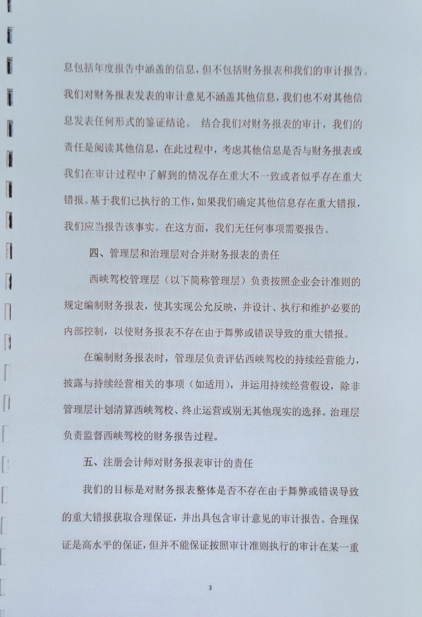 息包括年度报告中涵盖的信息,但不包括财务报表和我们的审计报告。
我们对财务报表发表的审计意见不涵盖其他信息,我们也不对其他信
息发表任何形式的鉴证结论。 结合我们对财务报表的审计,我们的
责任是阅读其他信息,在此过程中,考虑其他信息是否与财务报表或
我们在审计过程中了解到的情况存在重大不一致或者似乎存在重大
错报。基于我们已执行的工作,如果我们确定其他信息存在重大错报,
我们应当报告该事实。在这方面,我们无任何事项需要报告。
四、管理层和治理层对合并财务报表的责任
西峡驾校管理层(以下简称管理层)负责按照企业会计准则的
规定编制财务报表,使其实现公允反映,并设计、执行和维护必要的
内部控制,以使财务报表不存在由于舞弊或错误导致的重大错报。
在编制财务报表时,管理层负责评估西峡驾校的持续经营能力,
披露与持续经营相关的事项(如适用),并运用持续经营假设,除非
管理层计划清算西峡驾校、终止运营或别无其他现实的选择。治理层
负责监督西峡驾校的财务报告过程。
五、注册会计师对财务报表审计的责任
我们的目标是对财务报表整体是否不存在由于舞弊或错误导致
的重大错报获取合理保证,并出具包含审计意见的审计报告。合理保
证是高水平的保证,但并不能保证按照审计准则执行的审计在某一重
3